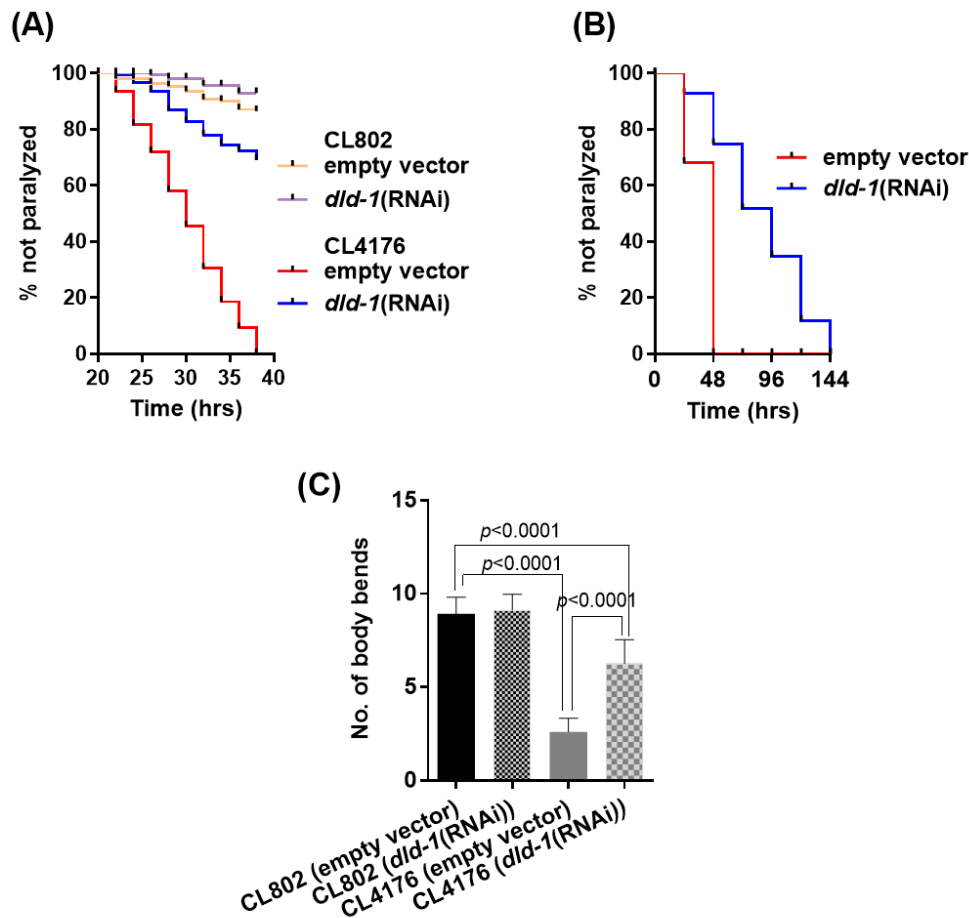 (A)
% not paralyzed
100
80
60
40
20
0
20 25 30 35 40
Time (hrs)
CL802
empty vector
dld-1(RNAi)
CL4176
empty vector
dld-1(RNAi)
(B)
% not paralyzed
100
80
60
40
20
0
0 48 96 144
Time (hrs)
empty vector
dld-1(RNAi)
(C)
No. of body bends
15
10
5
0
p<0.0001
p<0.0001
p<0.0001
CL802 (empty vector)
CL802 (dld-1(RNAi))
CL4176 (empty vector)
CL4176 (dld-1(RNAi))